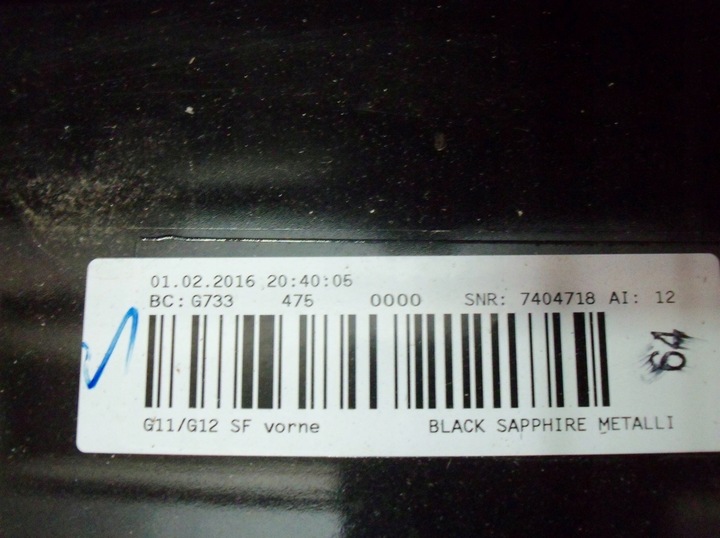 01.02.2016 20:40:05
BC: G733 475 0000 SNR: 7404718 AI: 12
64
G11/G12 SF vorne BLACK SAPPHIRE METALLI